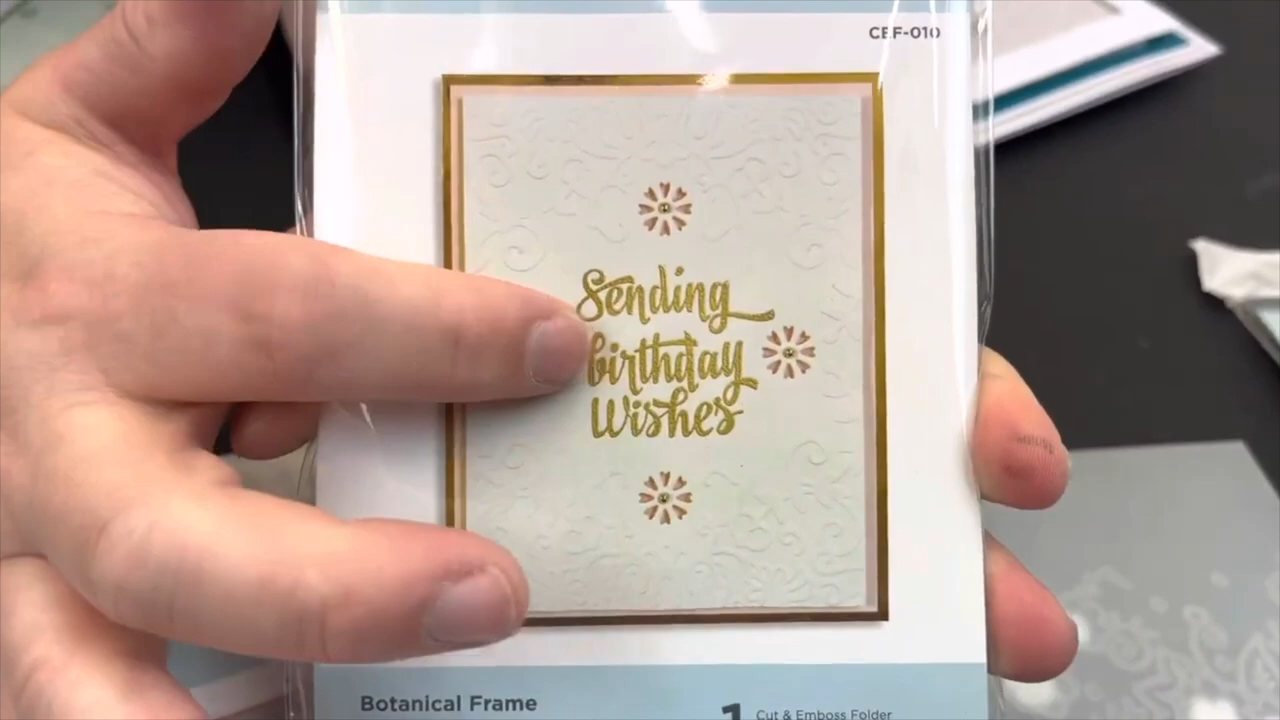 CEF-010
Sending
birthday
Wishes
Botanical Frame
1 Cut & Emboss Folder